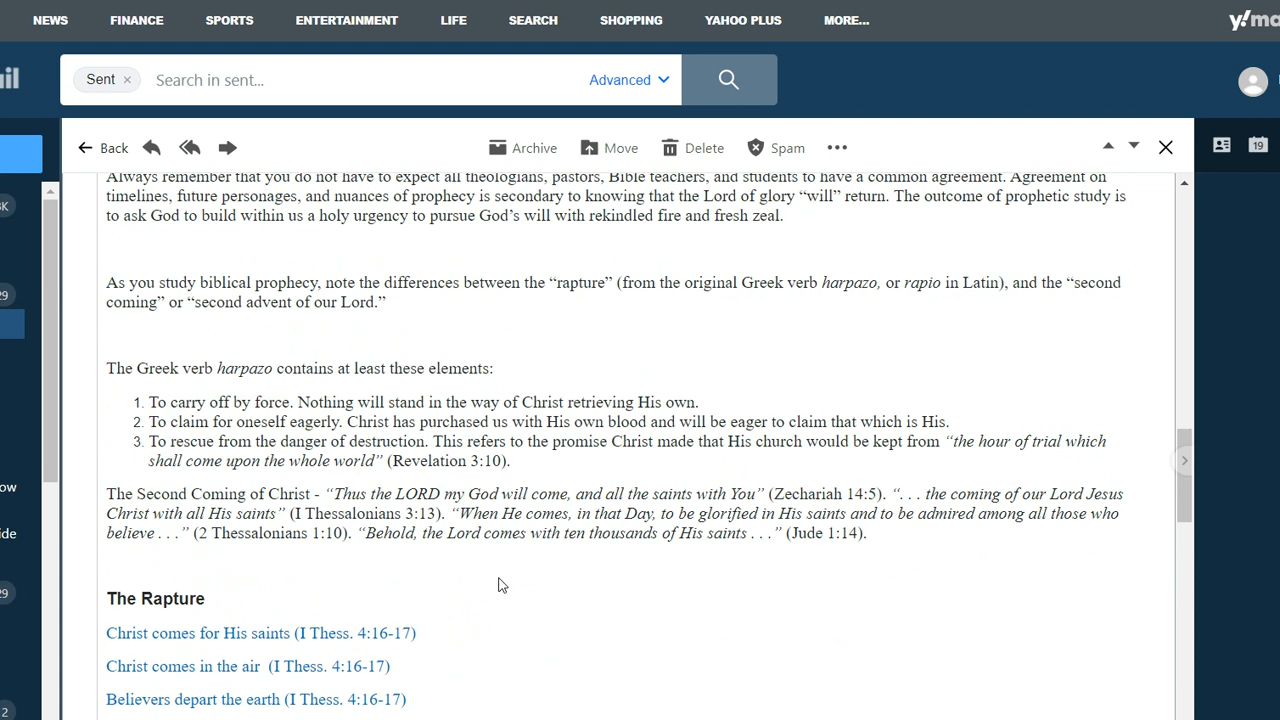 NEWS FINANCE SPORTS ENTERTAINMENT LIFE SEARCH SHOPPING YAHOO PLUS MORE...
Sent × Search in sent... Advanced
Back Archive Move Delete Spam 19
Always remember that you do not have to expect all theologians, pastors, Bible teachers, and students to have a common agreement. Agreement on
timelines, future personages, and nuances of prophecy is secondary to knowing that the Lord of glory “will” return. The outcome of prophetic study is
to ask God to build within us a holy urgency to pursue God’s will with rekindled fire and fresh zeal.
As you study biblical prophecy, note the differences between the “rapture” (from the original Greek verb harpazo, or rapio in Latin), and the “second
coming” or “second advent of our Lord.”
29
The Greek verb harpazo contains at least these elements:
1. To carry off by force. Nothing will stand in the way of Christ retrieving His own.
2. To claim for oneself eagerly. Christ has purchased us with His own blood and will be eager to claim that which is His.
3. To rescue from the danger of destruction. This refers to the promise Christ made that His church would be kept from “the hour of trial which
shall come upon the whole world” (Revelation 3:10).
The Second Coming of Christ - “Thus the LORD my God will come, and all the saints with You” (Zechariah 14:5). “. . . the coming of our Lord Jesus
Christ with all His saints” (I Thessalonians 3:13). “When He comes, in that Day, to be glorified in His saints and to be admired among all those who
believe . . .” (2 Thessalonians 1:10). “Behold, the Lord comes with ten thousands of His saints . . .” (Jude 1:14).
29
The Rapture
Christ comes for His saints (I Thess. 4:16-17)
Christ comes in the air (I Thess. 4:16-17)
Believers depart the earth (I Thess. 4:16-17)
2